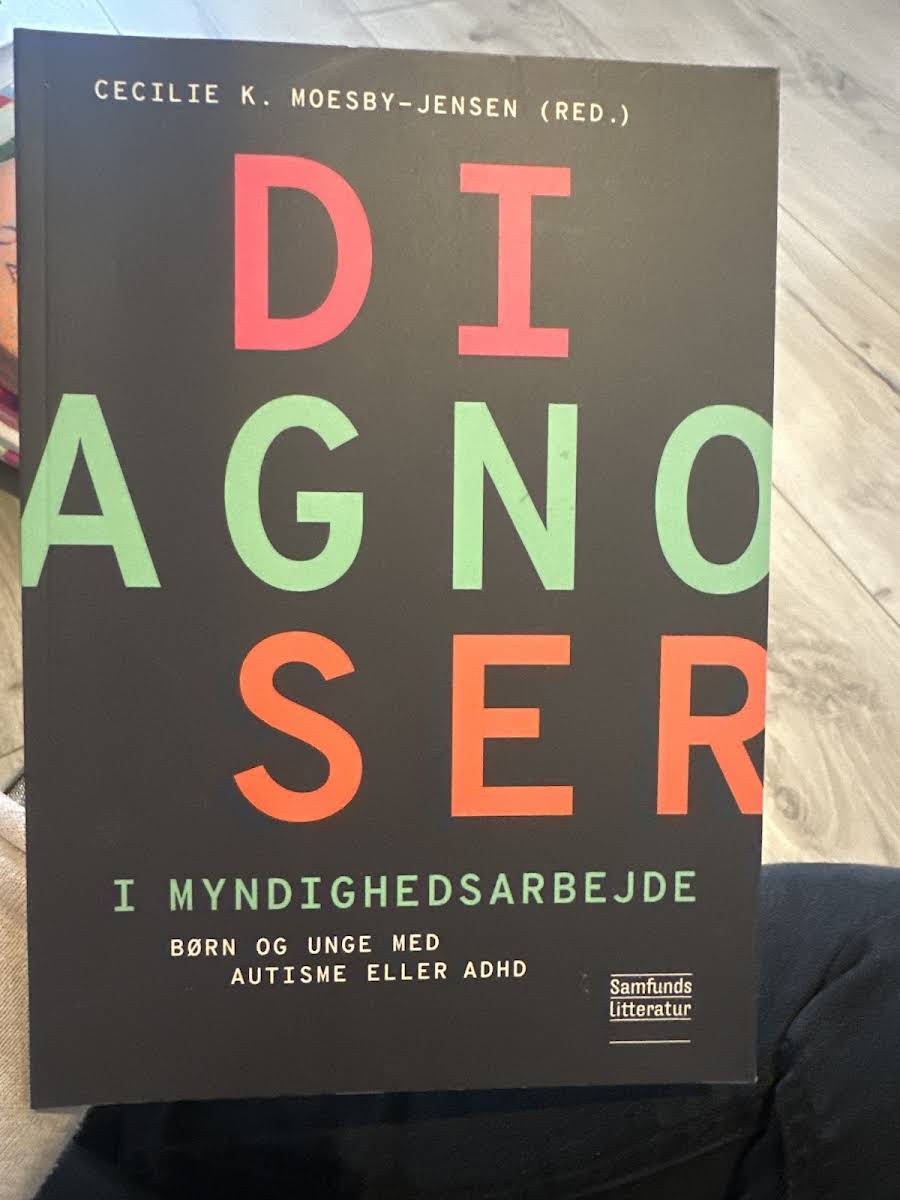 CECILIE K. MOESBY-JENSEN (RED.)
DI
AGNO
SER
I MYNDIGHEDSARBEJDE
BØRN OG UNGE MED
AUTISME ELLER ADHD
Samfunds
litteratur